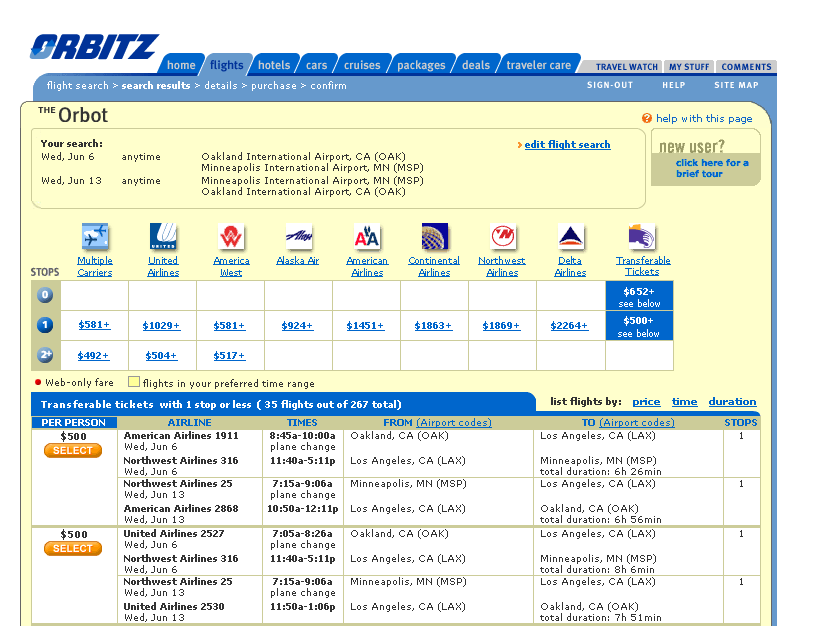 ORBITZ
home flights hotels cars cruises packages deals traveler care TRAVEL WATCH MY STUFF COMMENTS
flight search > search results > details > purchase > confirm SIGN-OUT HELP SITE MAP
THE Orbot
? help with this page
Your search:
Wed, Jun 6 anytime Oakland International Airport, CA (OAK)
Minneapolis International Airport, MN (MSP)
Wed, Jun 13 anytime Minneapolis International Airport, MN (MSP)
Oakland International Airport, CA (OAK)
> edit flight search
new user?
click here for a
brief tour
UNITED Alaska AA
STOPS
Multiple Carriers
United Airlines
America West
Alaska Air
American Airlines
Continental Airlines
Northwest Airlines
Delta Airlines
Transferable Tickets
0 $652+
see below
1 $581+ $1029+ $581+ $924+ $1451+ $1863+ $1869+ $2264+ $500+
see below
2+ $492+ $504+ $517+
Web-only fare flights in your preferred time range
Transferable tickets with 1 stop or less ( 35 flights out of 267 total) list flights by: price time duration
PER PERSON AIRLINE TIMES FROM (Airport codes) TO (Airport codes) STOPS
$500 American Airlines 1911 8:45a-10:00a Oakland, CA (OAK) Los Angeles, CA (LAX) 1
SELECT Wed, Jun 6 plane change
Northwest Airlines 316 11:40a-5:11p Los Angeles, CA (LAX) Minneapolis, MN (MSP)
Wed, Jun 6 total duration: 6h 26min
Northwest Airlines 25 7:15a-9:06a Minneapolis, MN (MSP) Los Angeles, CA (LAX) 1
Wed, Jun 13 plane change
American Airlines 2868 10:50a-12:11p Los Angeles, CA (LAX) Oakland, CA (OAK)
Wed, Jun 13 total duration: 6h 56min
$500 United Airlines 2527 7:05a-8:26a Oakland, CA (OAK) Los Angeles, CA (LAX) 1
SELECT Wed, Jun 6 plane change
Northwest Airlines 316 11:40a-5:11p Los Angeles, CA (LAX) Minneapolis, MN (MSP)
Wed, Jun 6 total duration: 8h 6min
Northwest Airlines 25 7:15a-9:06a Minneapolis, MN (MSP) Los Angeles, CA (LAX) 1
Wed, Jun 13 plane change
United Airlines 2530 11:50a-1:06p Los Angeles, CA (LAX) Oakland, CA (OAK)
Wed, Jun 13 total duration: 7h 51min